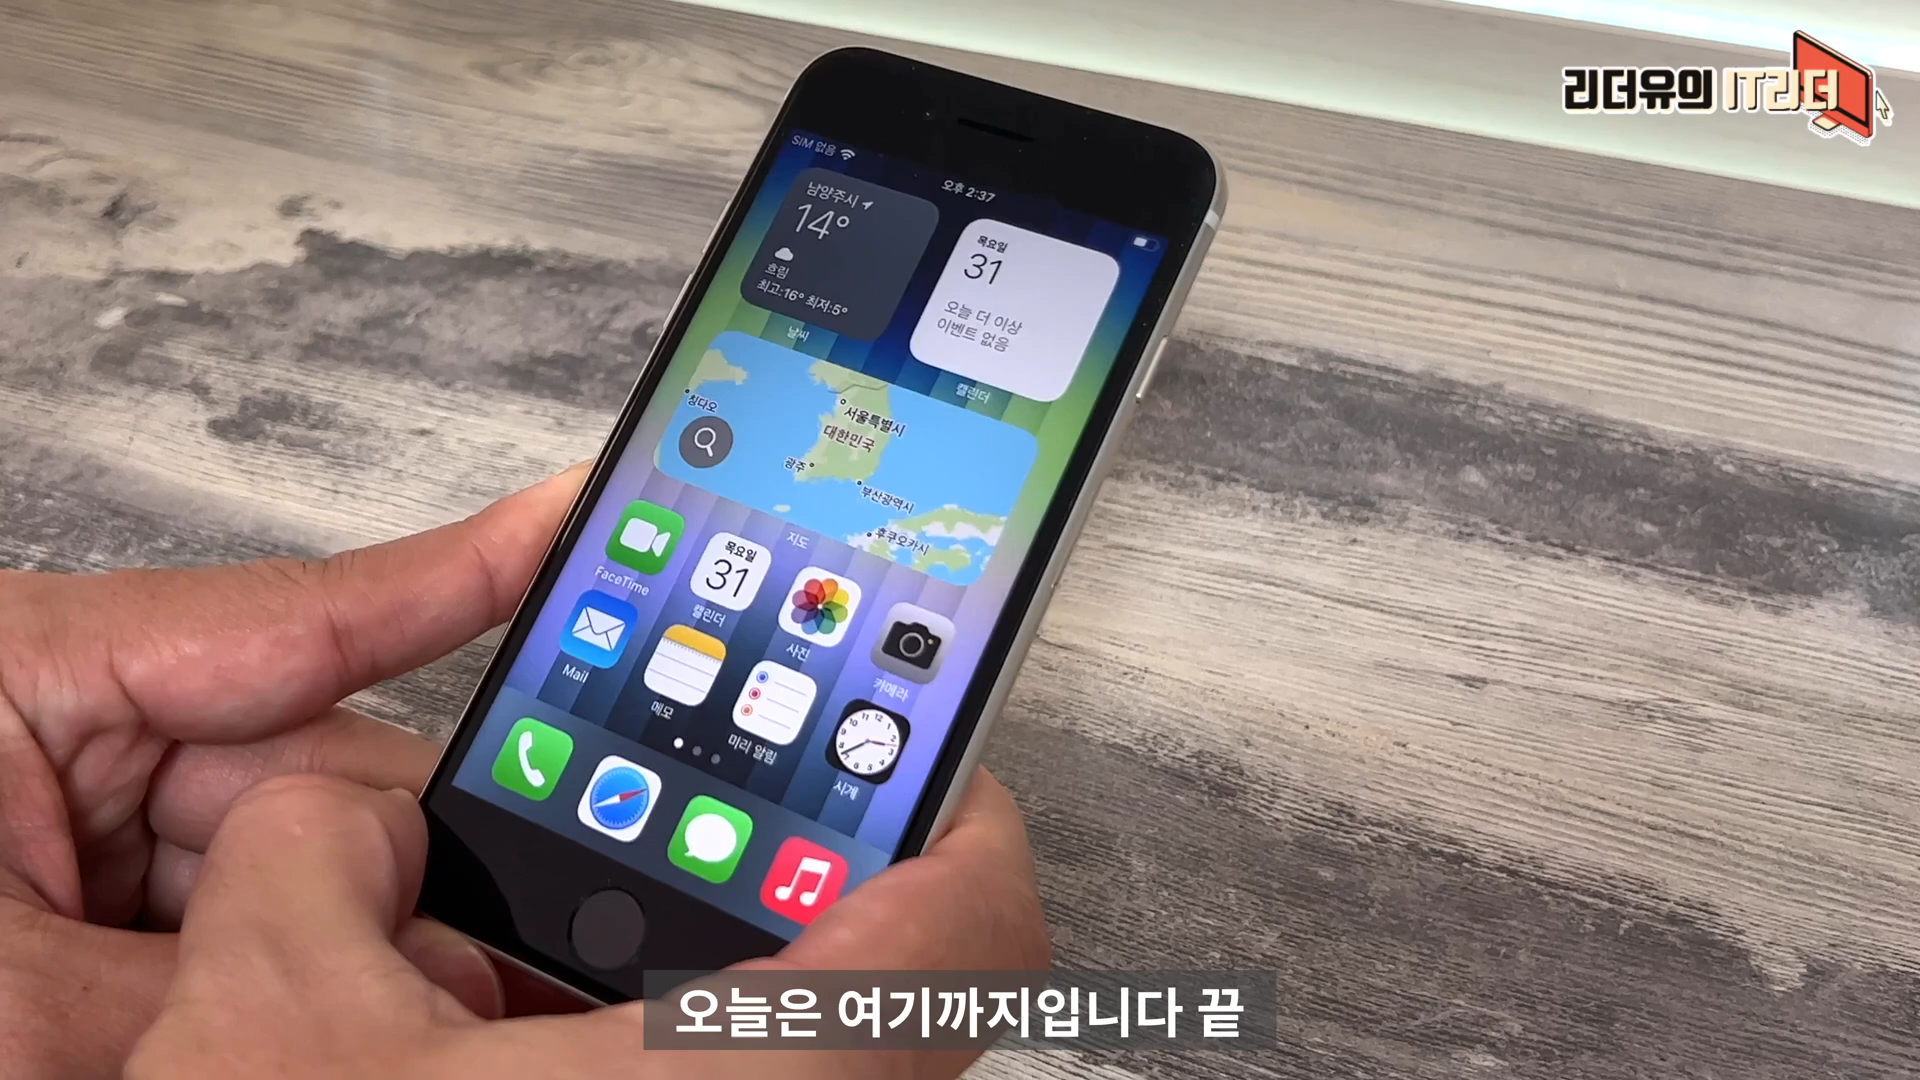 리더유의 IT리더
SIM 없음
오후 2:37
남양주시
14°
흐림
최고:16° 최저:5°
날씨
목요일
31
오늘 더 이상
이벤트 없음
캘린더
칭다오
서울특별시
대한민국
광주
부산광역시
후쿠오카시
지도
FaceTime
목요일
31
캘린더
사진
카메라
Mail
메모
미리 알림
시계
오늘은 여기까지입니다 끝